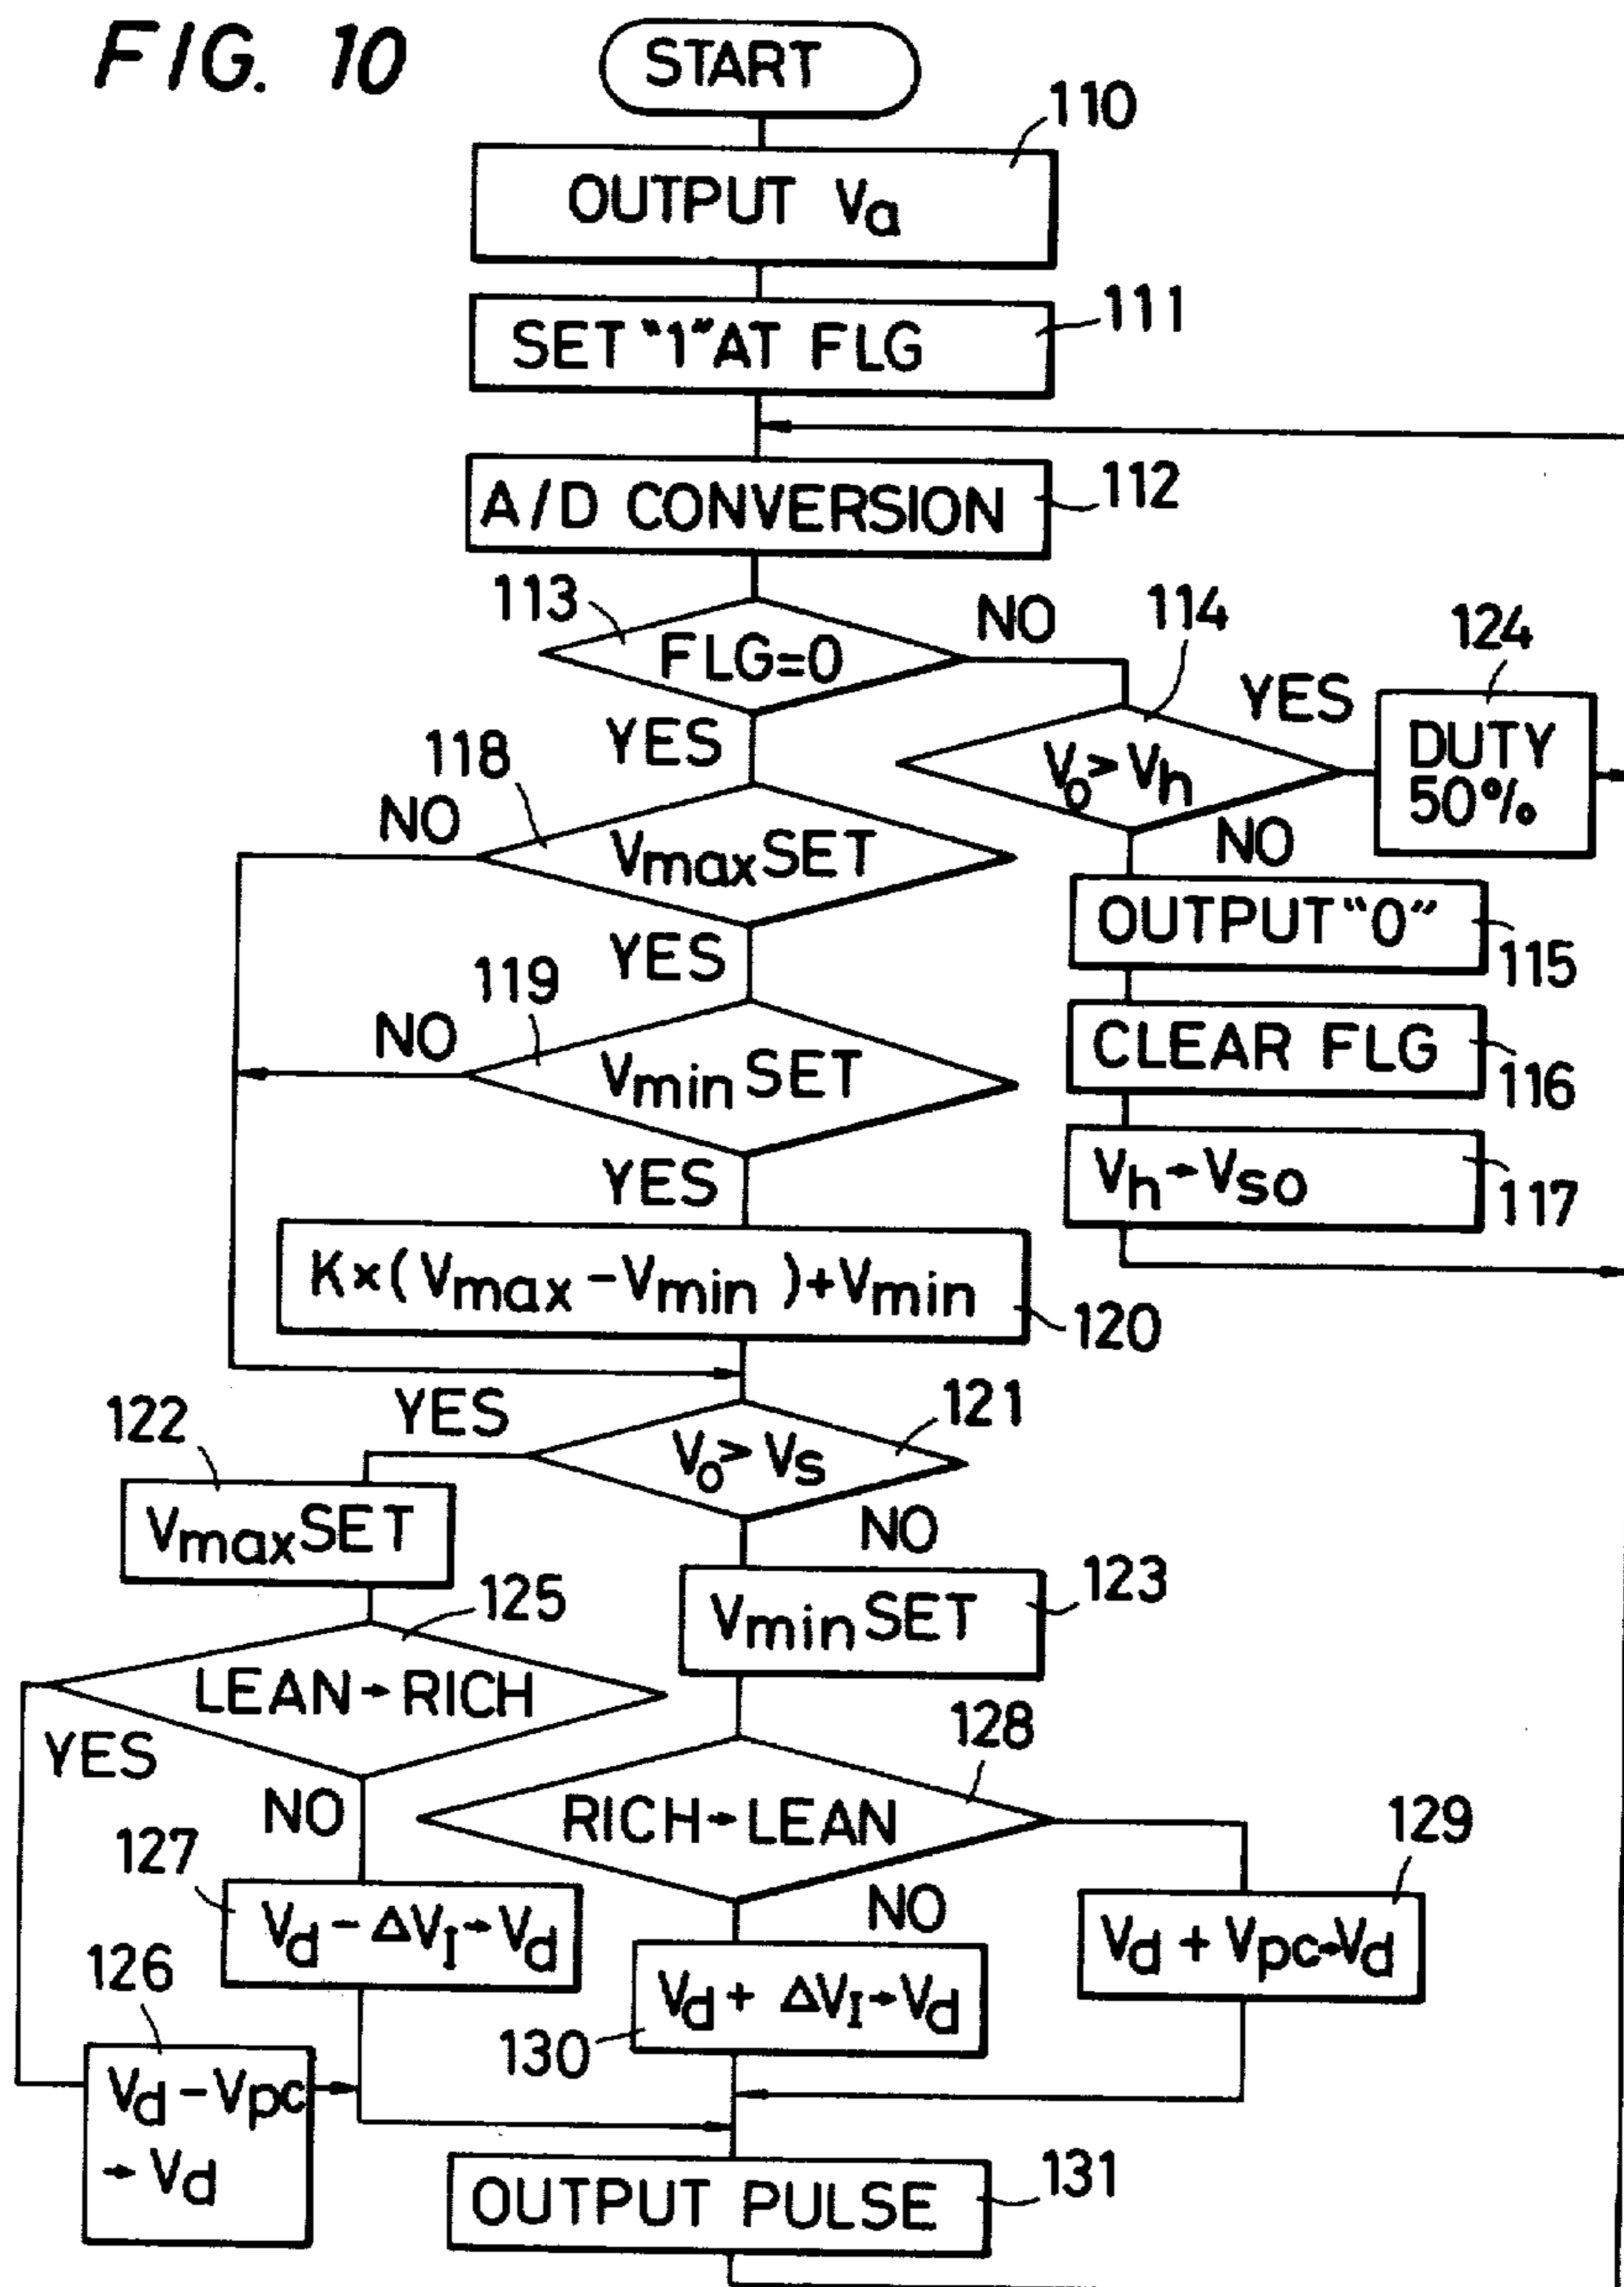 FIG. 10
START
110
OUTPUT Va
111
SET "1" AT FLG
112
A/D CONVERSION
113
FLG=0
NO
YES
114
Vo > Vh
YES
124
DUTY
50%
NO
OUTPUT "0"
115
CLEAR FLG
116
Vh → Vso
117
118
NO
Vmax SET
YES
119
NO
Vmin SET
YES
K×(Vmax - Vmin)+Vmin
120
121
YES
Vo > Vs
NO
122
Vmax SET
123
Vmin SET
125
LEAN → RICH
YES
NO
128
RICH → LEAN
NO
127
Vd - ΔVI → Vd
129
Vd + Vpc → Vd
126
Vd - Vpc
→ Vd
130
Vd + ΔVI → Vd
131
OUTPUT PULSE